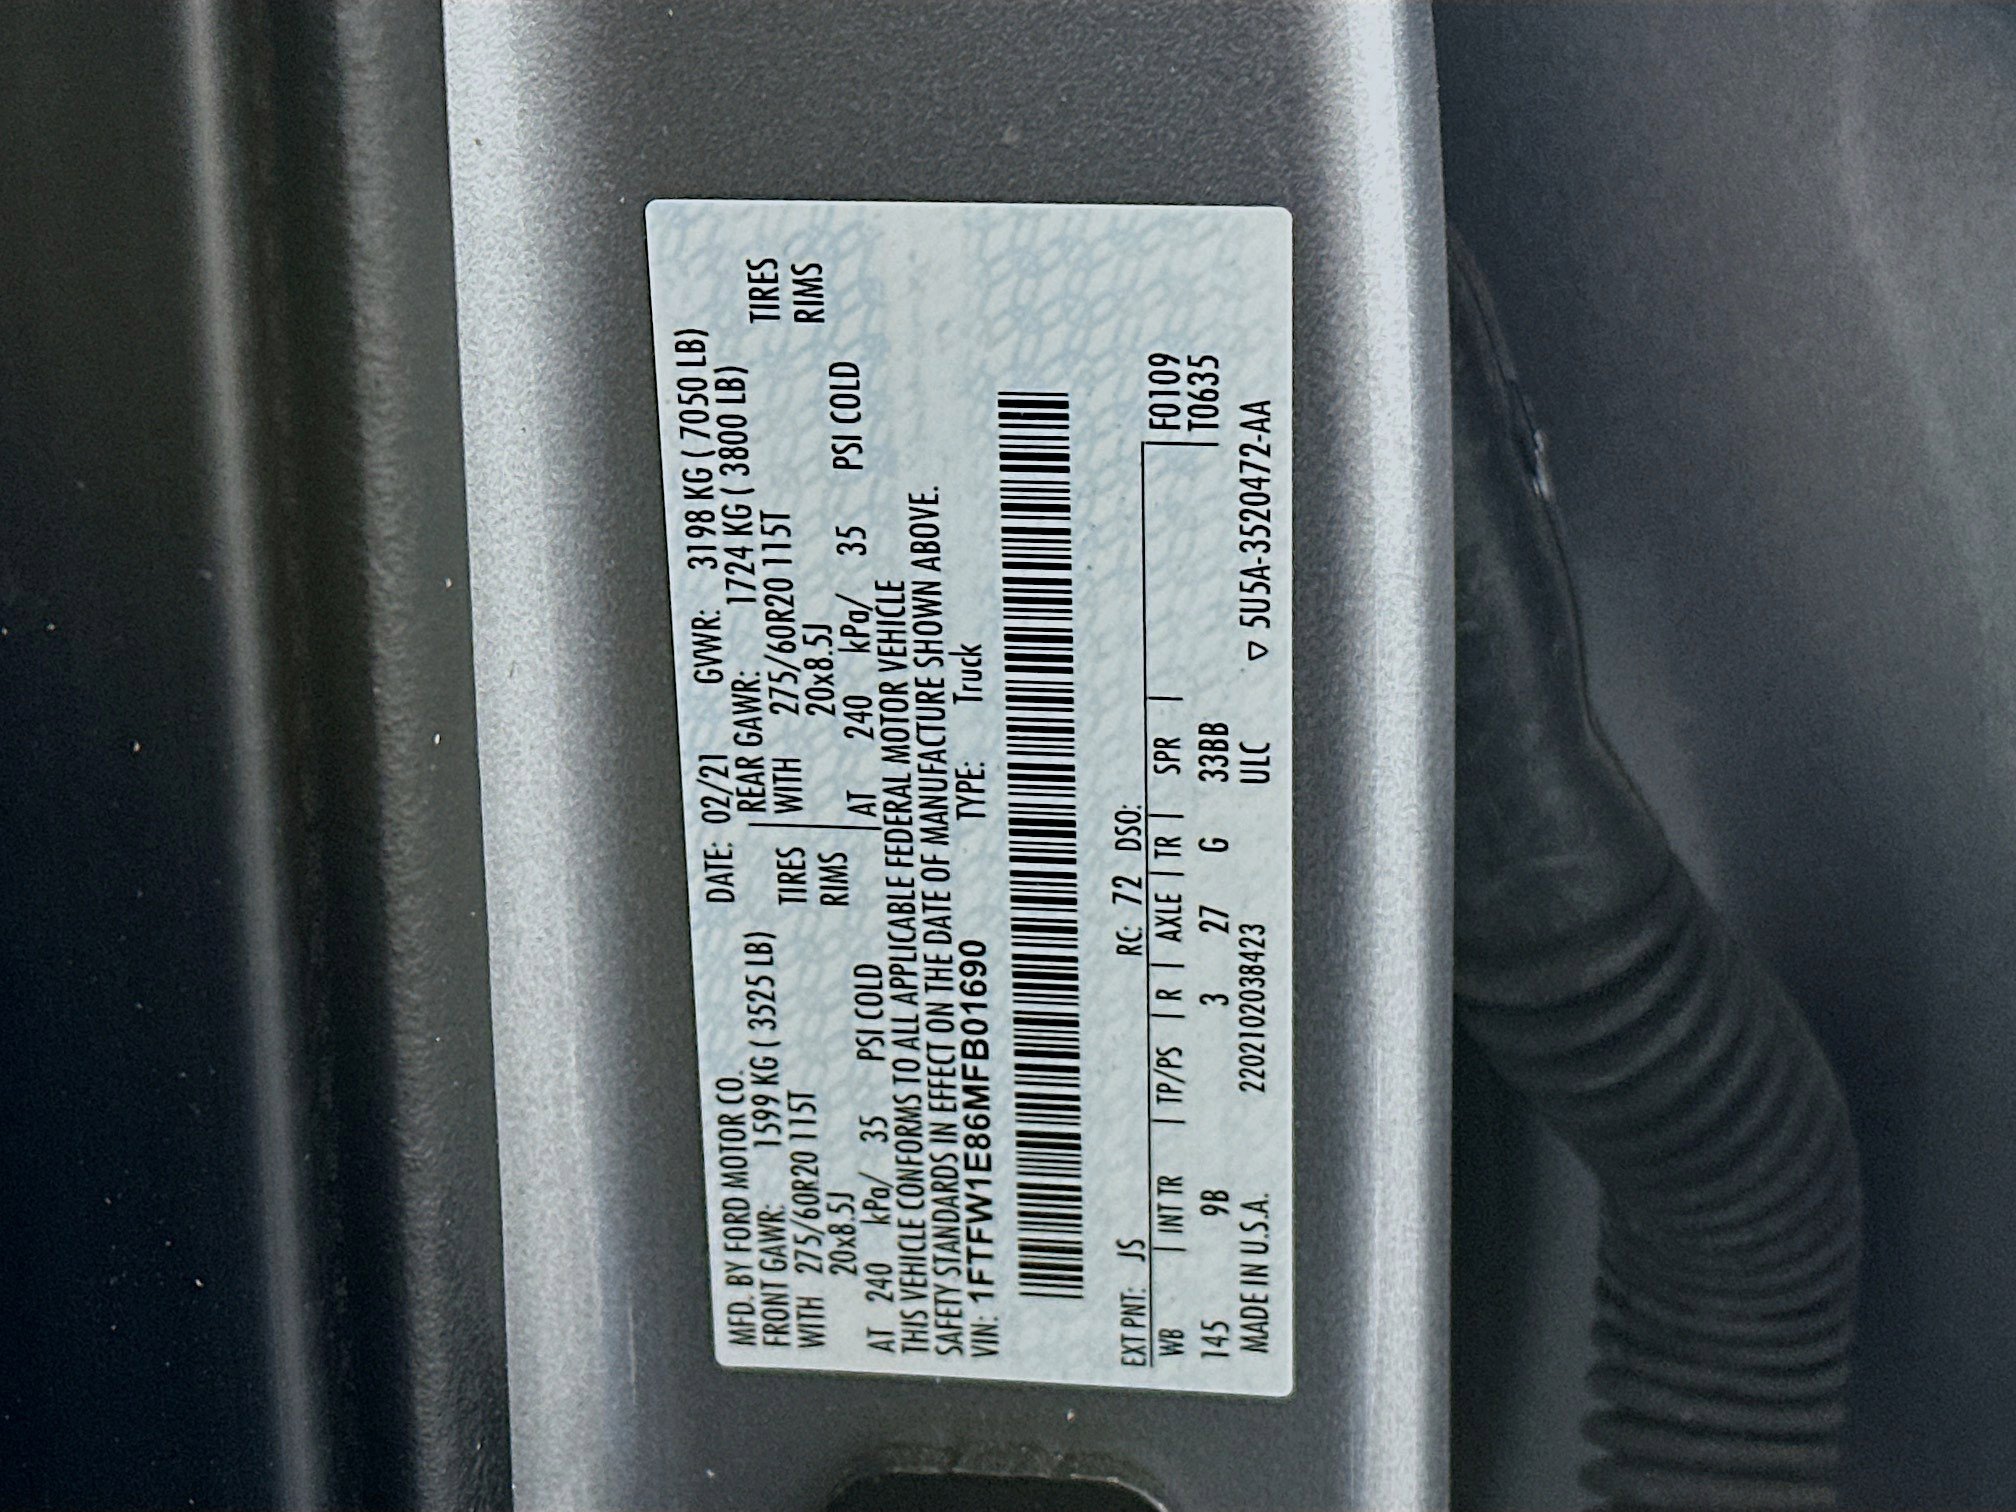 MFD. BY FORD MOTOR CO. DATE: 02/21 GVWR: 3198 KG ( 7050 LB)
FRONT GAWR: 1599 KG ( 3525 LB) REAR GAWR: 1724 KG ( 3800 LB)
WITH 275/60R20 115T TIRES WITH 275/60R20 115T TIRES
20x8.5J RIMS 20x8.5J RIMS
AT 240 kPa/ 35 PSI COLD AT 240 kPa/ 35 PSI COLD
THIS VEHICLE CONFORMS TO ALL APPLICABLE FEDERAL MOTOR VEHICLE
SAFETY STANDARDS IN EFFECT ON THE DATE OF MANUFACTURE SHOWN ABOVE.
VIN: 1FTFW1E86MFB01690 TYPE: Truck
EXT PNT: JS RC: 72 DSO: F0109
WB | INT TR | TP/PS | R | AXLE | TR | SPR | T0635
145 9B 3 27 G 33BB
MADE IN U.S.A. 2202102038423 ULC ▽ 5U5A-3520472-AA